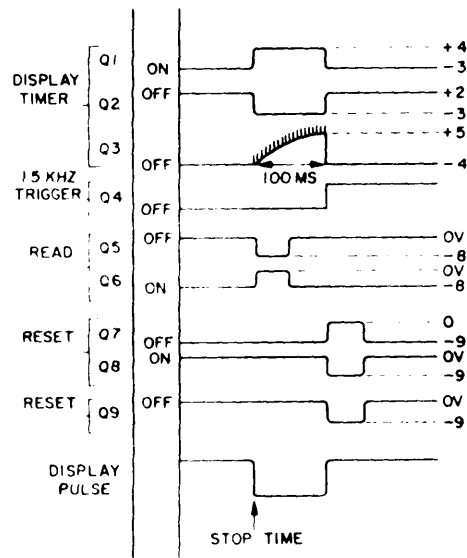 Q1 ON +4
-3
DISPLAY TIMER
Q2 OFF +2
-3
Q3 OFF +5
-4
100 MS
1.5 KHZ TRIGGER Q4 OFF
READ
Q5 OFF 0V
-8
Q6 ON 0V
-8
RESET
Q7 OFF 0
-9
Q8 ON 0V
-9
RESET Q9 OFF 0V
-9
DISPLAY PULSE
STOP TIME